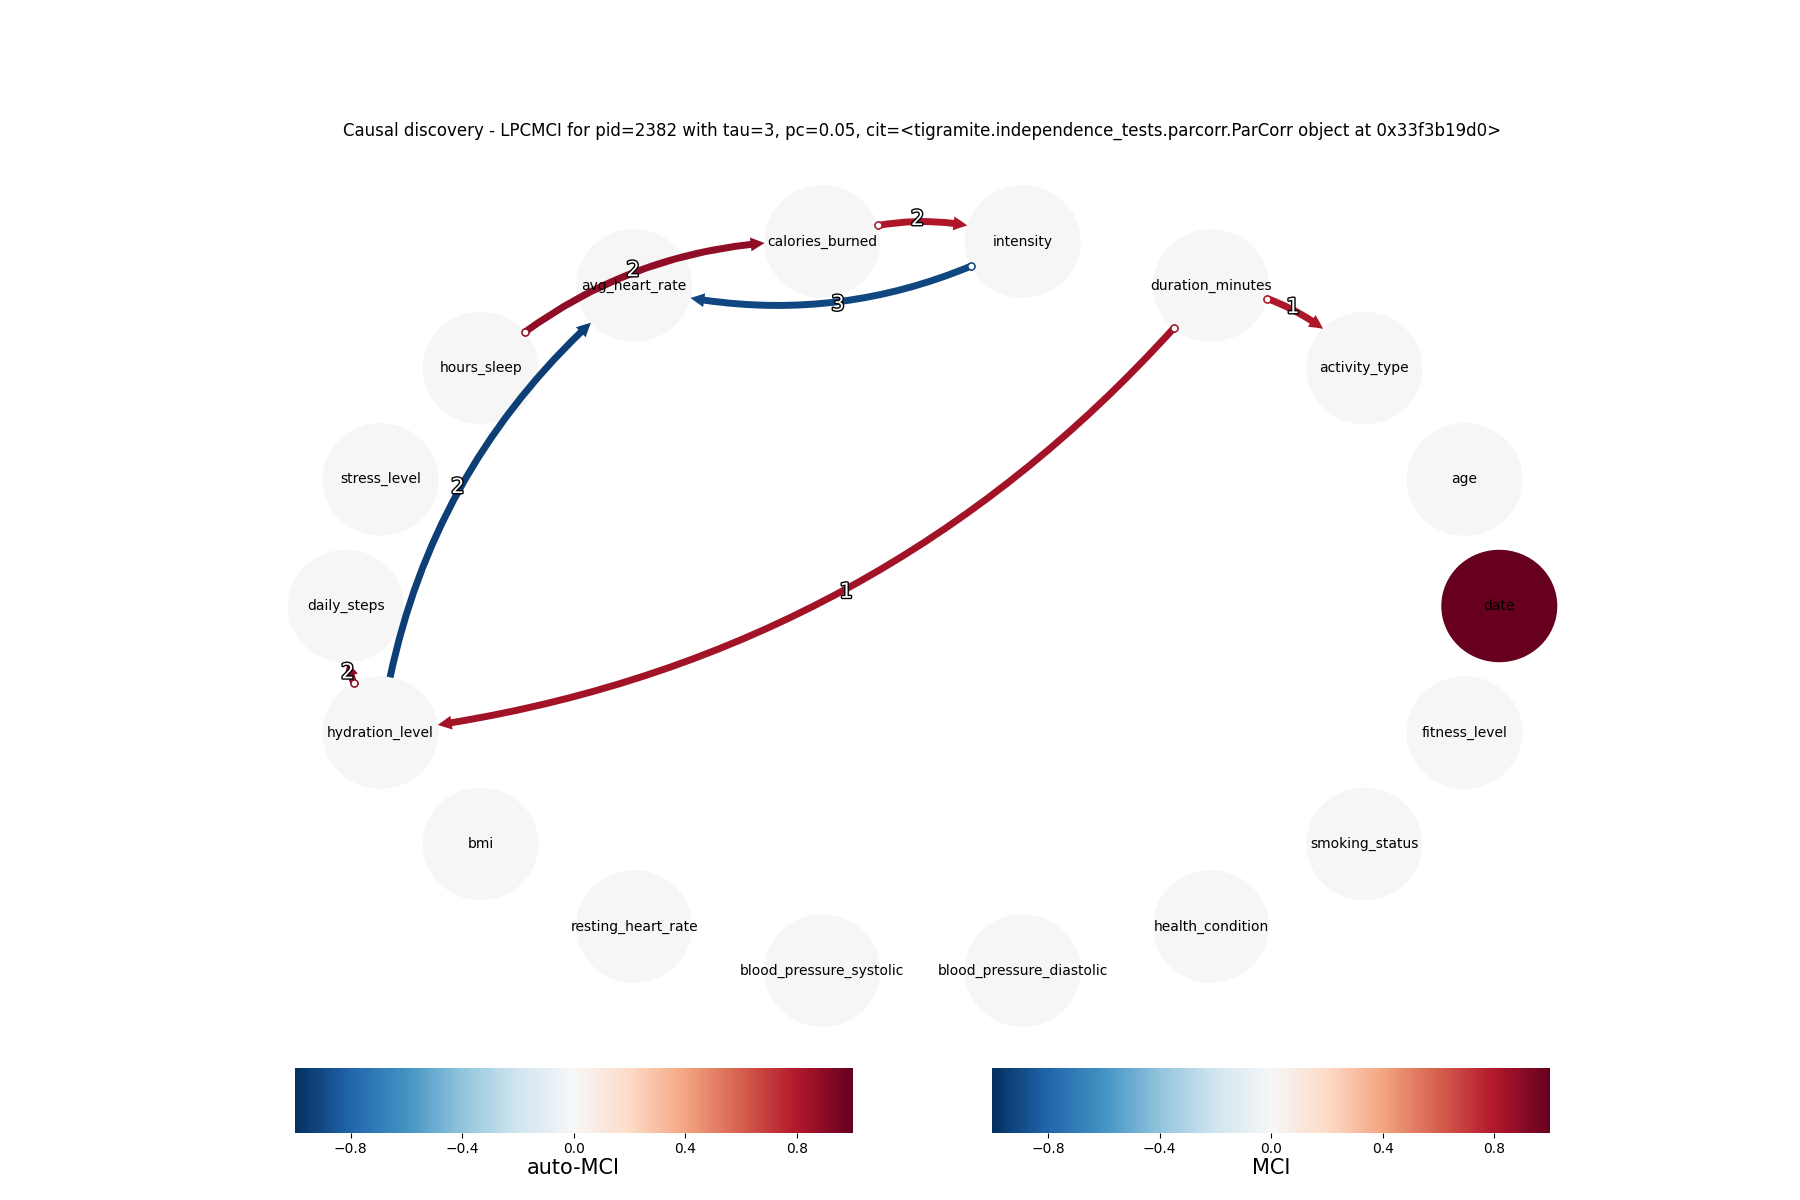 Causal discovery - LPCMCI for pid=2382 with tau=3, pc=0.05, cit=<tigramite.independence_tests.parcorr.ParCorr object at 0x33f3b19d0>
2
calories_burned
intensity
2
avg_heart_rate
3
duration_minutes
1
hours_sleep
activity_type
stress_level
2
age
daily_steps
1
date
2
hydration_level
fitness_level
bmi
smoking_status
resting_heart_rate
health_condition
blood_pressure_systolic
blood_pressure_diastolic
−0.8 −0.4 0.0 0.4 0.8
auto-MCI
−0.8 −0.4 0.0 0.4 0.8
MCI